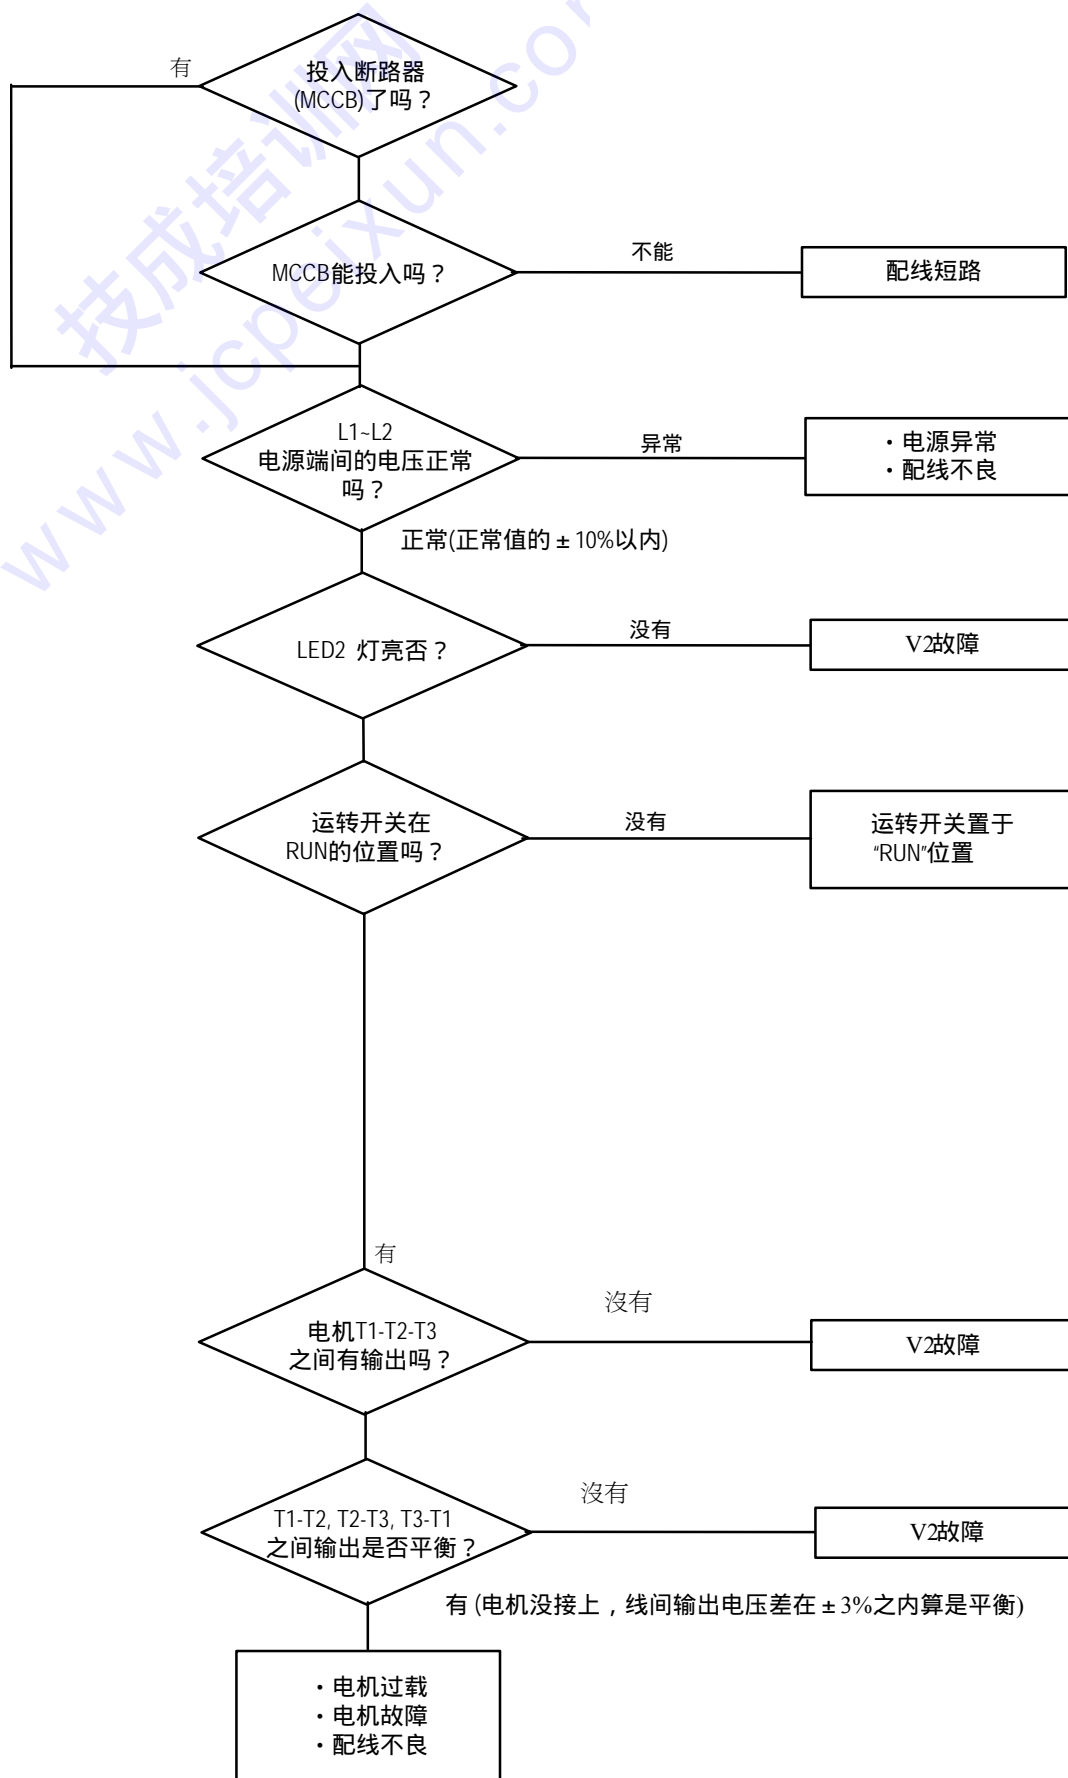 有
投入断路器
(MCCB)了吗？
MCCB能投入吗？
不能
配线短路
L1~L2
电源端间的电压正常
吗？
异常
・电源异常
・配线不良
正常(正常值的 ± 10%以内)
LED2 灯亮否？
没有
V2故障
运转开关在
RUN的位置吗？
没有
运转开关置于
“RUN”位置
有
电机T1-T2-T3
之间有输出吗？
沒有
V2故障
T1-T2, T2-T3, T3-T1
之间输出是否平衡？
沒有
V2故障
有 (电机没接上，线间输出电压差在 ± 3%之内算是平衡)
・电机过载
・电机故障
・配线不良
技成培训网
www.jcpeixun.com